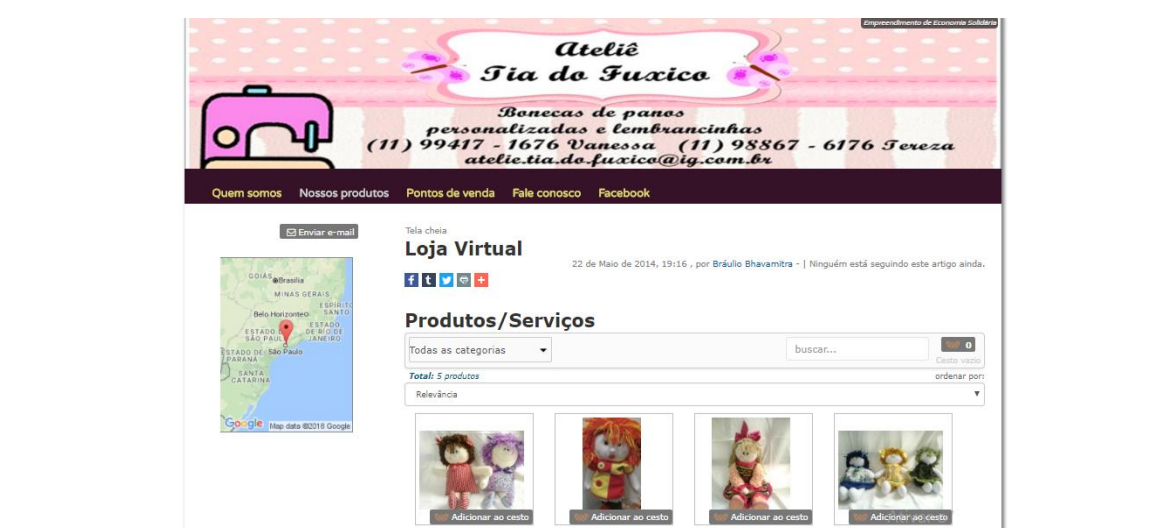 Empreendimento de Economia Solidária
Ateliê
Tia do Fuxico
Bonecas de panos
personalizadas e lembrancinhas
(11) 99417 - 1676 Vanessa (11) 98867 - 6176 Tereza
atelie.tia.do.fuxico@ig.com.br
Quem somos Nossos produtos Pontos de venda Fale conosco Facebook
Enviar e-mail
Tela cheia
Loja Virtual
22 de Maio de 2014, 19:16 , por Bráulio Bhavamitra - | Ninguém está seguindo este artigo ainda.
GOIÁS
Brasília
MINAS GERAIS
ESPÍRITO
SANTO
Belo Horizonte
ESTADO
DE RIO DE
JANEIRO
ESTADO
SÃO PAUL
São Paulo
ESTADO DE
PARANÁ
SANTA
CATARINA
Google Map data ©2018 Google
Produtos/Serviços
Todas as categorias
buscar...
0
Cesto vazio
Total: 5 produtos
ordenar por:
Relevância
Adicionar ao cesto
Adicionar ao cesto
Adicionar ao cesto
Adicionar ao cesto